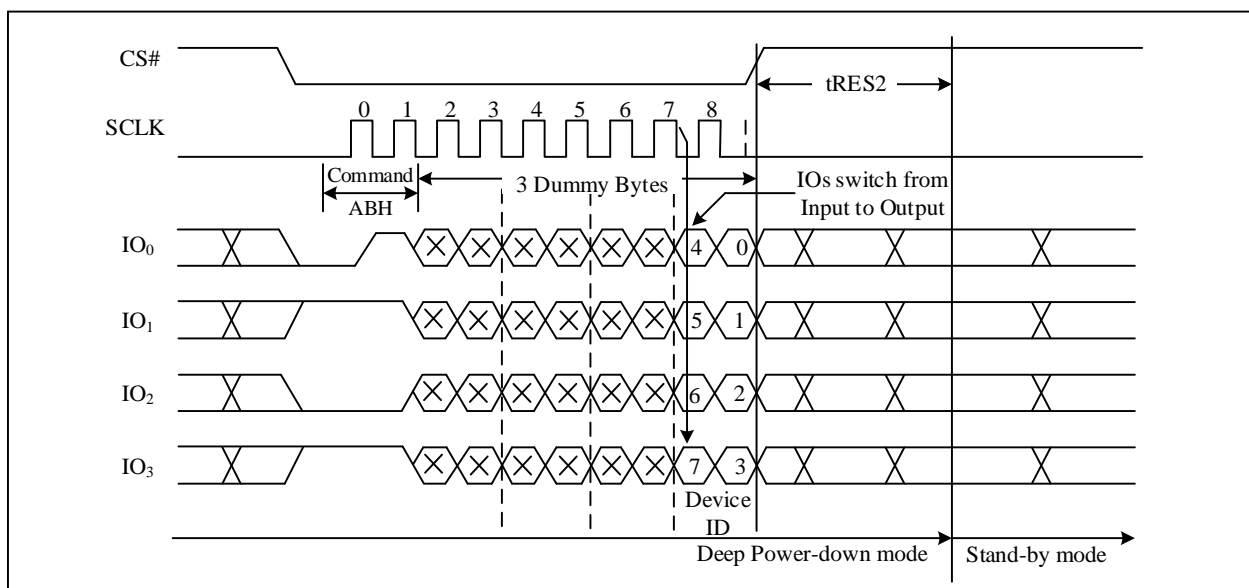 CS#
tRES2
0 1 2 3 4 5 6 7 8
SCLK
Command
ABH
3 Dummy Bytes
IOs switch from
Input to Output
IO0 4 0
IO1 5 1
IO2 6 2
IO3 7 3
Device
ID
Deep Power-down mode Stand-by mode